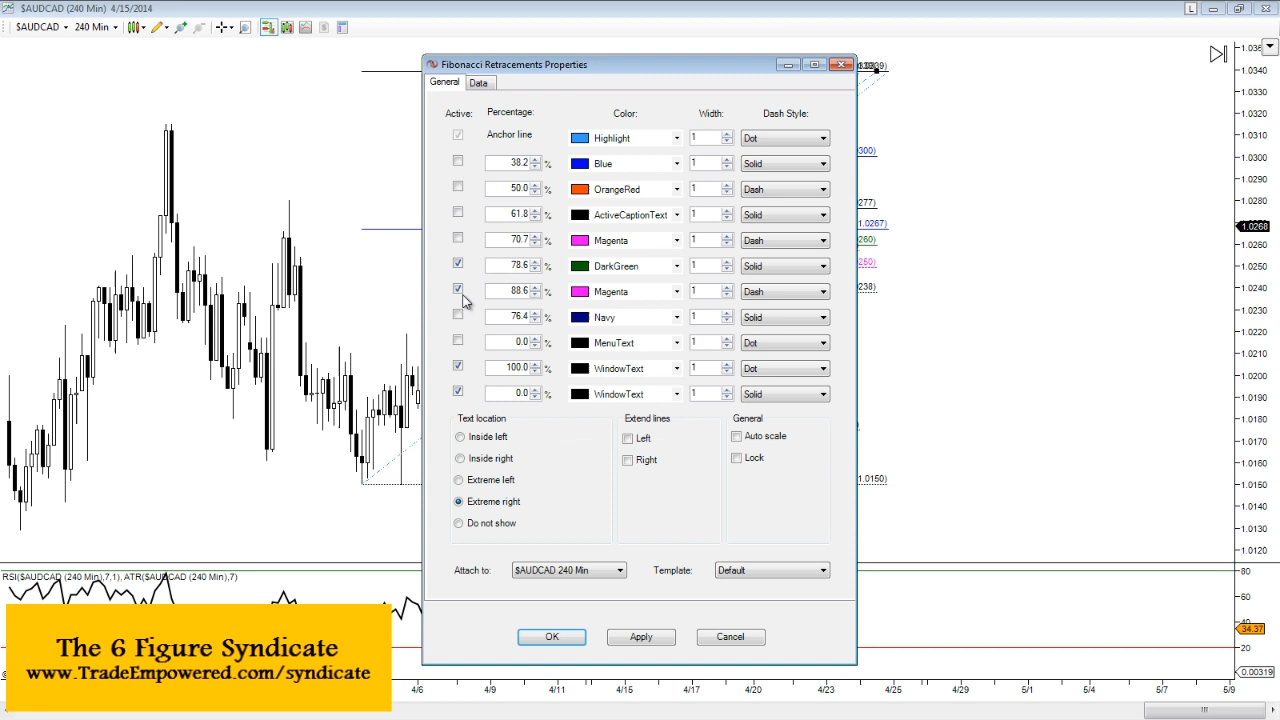 $AUDCAD (240 Min) 4/15/2014
L
$AUDCAD 240 Min
Fibonacci Retracements Properties
General Data
Active: Percentage: Color: Width: Dash Style:
Anchor line Highlight 1 Dot
38.2 % Blue 1 Solid
50.0 % OrangeRed 1 Dash
61.8 % ActiveCaptionText 1 Solid
70.7 % Magenta 1 Dash
78.6 % DarkGreen 1 Solid
88.6 % Magenta 1 Dash
76.4 % Navy 1 Solid
0.0 % MenuText 1 Dot
100.0 % WindowText 1 Dot
0.0 % WindowText 1 Solid
Text location
Inside left
Inside right
Extreme left
Extreme right
Do not show
Extend lines
Left
Right
General
Auto scale
Lock
Attach to: $AUDCAD 240 Min Template: Default
OK Apply Cancel
300)
277)
1.0267)
260)
250)
238)
1.0150)
1.0340
1.0330
1.0320
1.0310
1.0300
1.0290
1.0280
1.0268
1.0260
1.0250
1.0240
1.0230
1.0220
1.0210
1.0200
1.0190
1.0180
1.0170
1.0160
1.0150
1.0140
1.0130
1.0120
RSI($AUDCAD (240 Min),7,1), ATR($AUDCAD (240 Min),7)
80
60
34.37
20
0.00319
The 6 Figure Syndicate
www.TradeEmpowered.com/syndicate
4/6 4/9 4/11 4/15 4/17 4/20 4/23 4/25 4/29 5/1 5/4 5/7 5/9